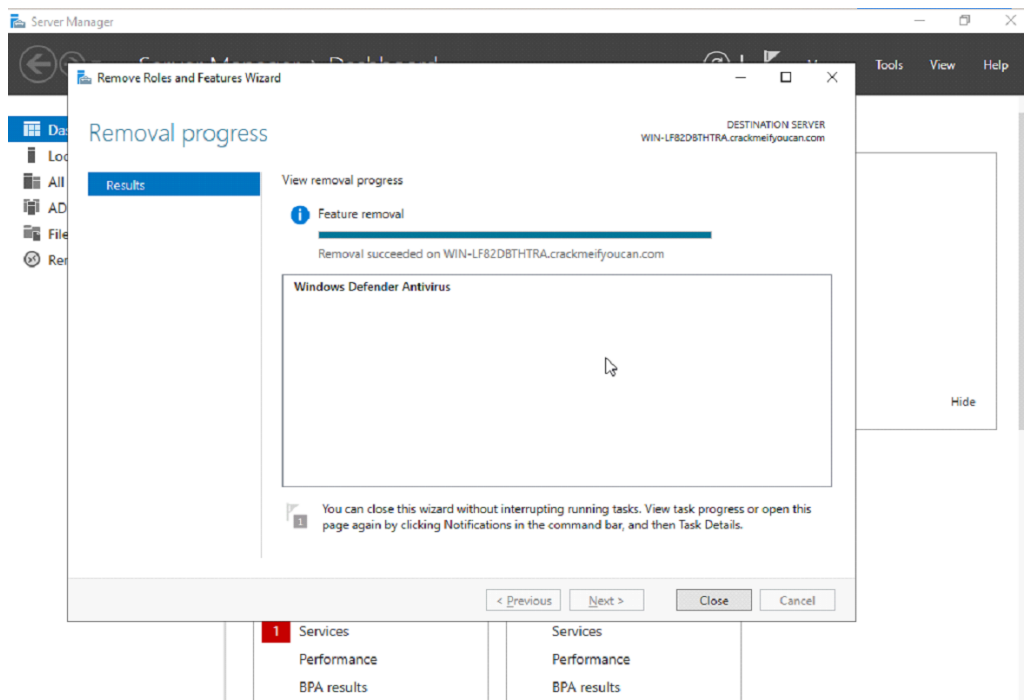 Server Manager
Tools
View
Help
Remove Roles and Features Wizard
Removal progress
DESTINATION SERVER
WIN-LF82DBTHTRA.crackmeifyoucan.com
Results
View removal progress
Feature removal
Removal succeeded on WIN-LF82DBTHTRA.crackmeifyoucan.com
Windows Defender Antivirus
All
AD
File
Hide
You can close this wizard without interrupting running tasks. View task progress or open this
page again by clicking Notifications in the command bar, and then Task Details.
1
< Previous
Next >
Close
Cancel
1
Services
Performance
BPA results
Services
Performance
BPA results